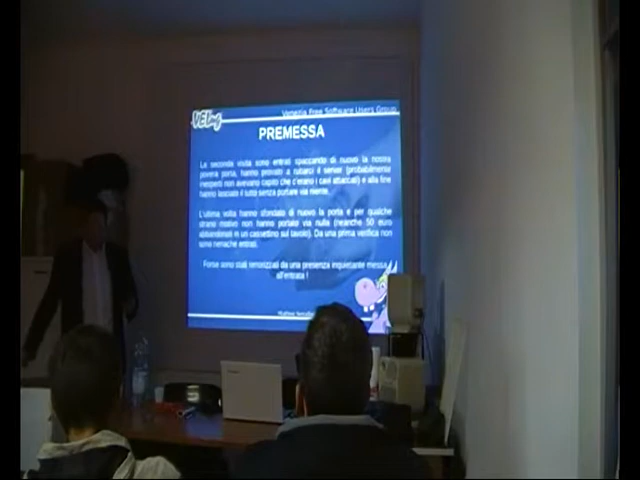 VELug
Venezia Free Software Users Group
PREMESSA
La seconda visita sono entrati spaccando di nuovo la nostra
povera porta, hanno provato a rubarci il server (probabilmente
inesperti non avevano capito che c'erano i cavi attaccati) e alla fine
hanno lasciato il tutto senza portare via niente.
L'ultima volta hanno sfondato di nuovo la porta e per qualche
strano motivo non hanno portato via nulla (neanche 50 euro
abbandonati in un cassettino sul tavolo). Da una prima verifica non
sono nenache entrati.
Forse sono stati terrorizzati da una presenza inquietante messa
all'entrata !